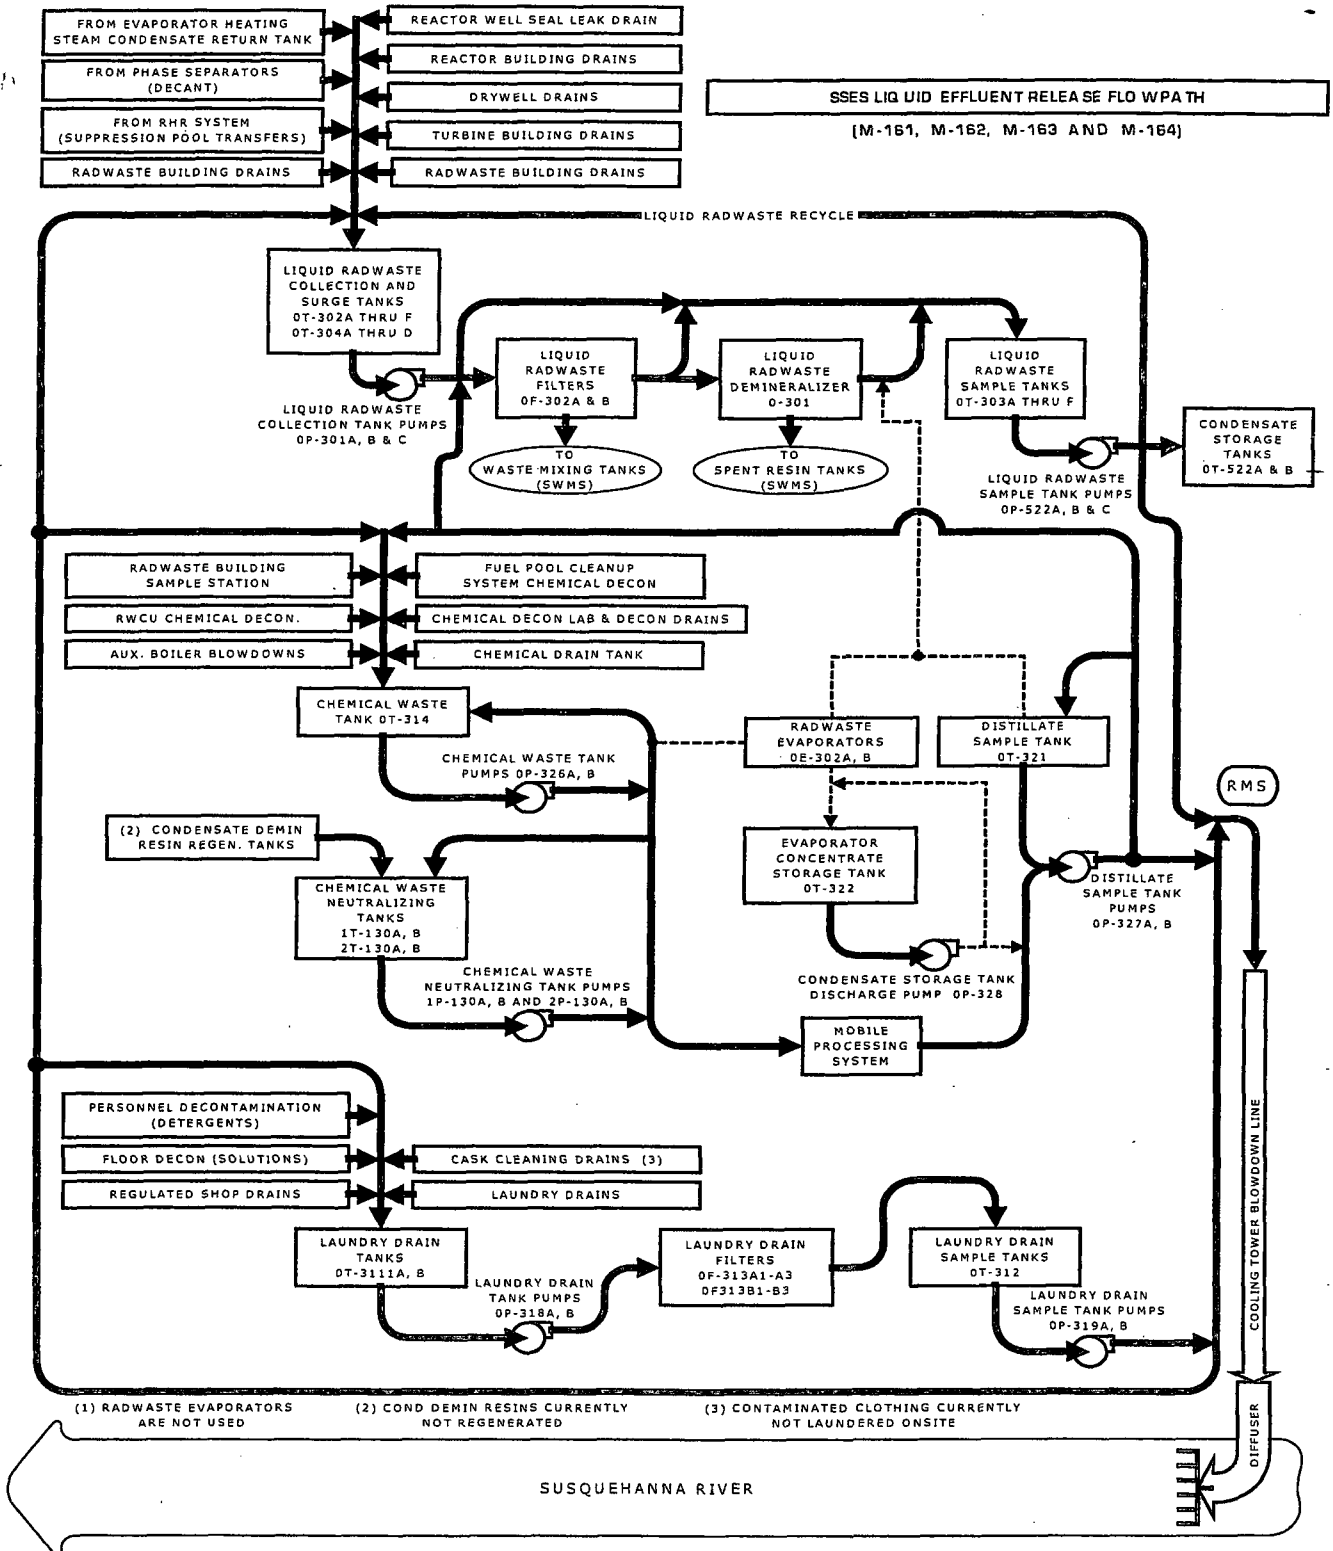 FROM EVAPORATOR HEATING
STEAM CONDENSATE RETURN TANK
REACTOR WELL SEAL LEAK DRAIN
FROM PHASE SEPARATORS
(DECANT)
REACTOR BUILDING DRAINS
DRYWELL DRAINS
FROM RHR SYSTEM
(SUPPRESSION POOL TRANSFERS)
TURBINE BUILDING DRAINS
RADWASTE BUILDING DRAINS
RADWASTE BUILDING DRAINS
SSES LIQUID EFFLUENT RELEASE FLOWPATH
(M-161, M-162, M-163 AND M-164)
LIQUID RADWASTE RECYCLE
LIQUID RADWASTE
COLLECTION AND
SURGE TANKS
0T-302A THRU F
0T-304A THRU D
LIQUID RADWASTE
COLLECTION TANK PUMPS
0P-301A, B & C
LIQUID
RADWASTE
FILTERS
0F-302A & B
LIQUID
RADWASTE
DEMINERALIZER
0-301
LIQUID
RADWASTE
SAMPLE TANKS
0T-303A THRU F
TO
WASTE MIXING TANKS
(SWMS)
TO
SPENT RESIN TANKS
(SWMS)
LIQUID RADWASTE
SAMPLE TANK PUMPS
0P-522A, B & C
CONDENSATE
STORAGE
TANKS
0T-522A & B
RADWASTE BUILDING
SAMPLE STATION
FUEL POOL CLEANUP
SYSTEM CHEMICAL DECON
RWCU CHEMICAL DECON.
CHEMICAL DECON LAB & DECON DRAINS
AUX. BOILER BLOWDOWNS
CHEMICAL DRAIN TANK
CHEMICAL WASTE
TANK 0T-314
CHEMICAL WASTE TANK
PUMPS 0P-326A, B
RADWASTE
EVAPORATORS
0E-302A, B
DISTILLATE
SAMPLE TANK
0T-321
RMS
(2) CONDENSATE DEMIN
RESIN REGEN. TANKS
EVAPORATOR
CONCENTRATE
STORAGE TANK
0T-322
DISTILLATE
SAMPLE TANK
PUMPS
0P-327A, B
CHEMICAL WASTE
NEUTRALIZING
TANKS
1T-130A, B
2T-130A, B
CHEMICAL WASTE
NEUTRALIZING TANK PUMPS
1P-130A, B AND 2P-130A, B
CONDENSATE STORAGE TANK
DISCHARGE PUMP 0P-328
MOBILE
PROCESSING
SYSTEM
PERSONNEL DECONTAMINATION
(DETERGENTS)
FLOOR DECON (SOLUTIONS)
CASK CLEANING DRAINS (3)
REGULATED SHOP DRAINS
LAUNDRY DRAINS
LAUNDRY DRAIN
TANKS
0T-3111A, B
LAUNDRY DRAIN
TANK PUMPS
0P-318A, B
LAUNDRY DRAIN
FILTERS
0F-313A1-A3
0F313B1-B3
LAUNDRY DRAIN
SAMPLE TANKS
0T-312
LAUNDRY DRAIN
SAMPLE TANK PUMPS
0P-319A, B
COOLING TOWER BLOWDOWN LINE
DIFFUSER
(1) RADWASTE EVAPORATORS
ARE NOT USED
(2) COND DEMIN RESINS CURRENTLY
NOT REGENERATED
(3) CONTAMINATED CLOTHING CURRENTLY
NOT LAUNDERED ONSITE
SUSQUEHANNA RIVER